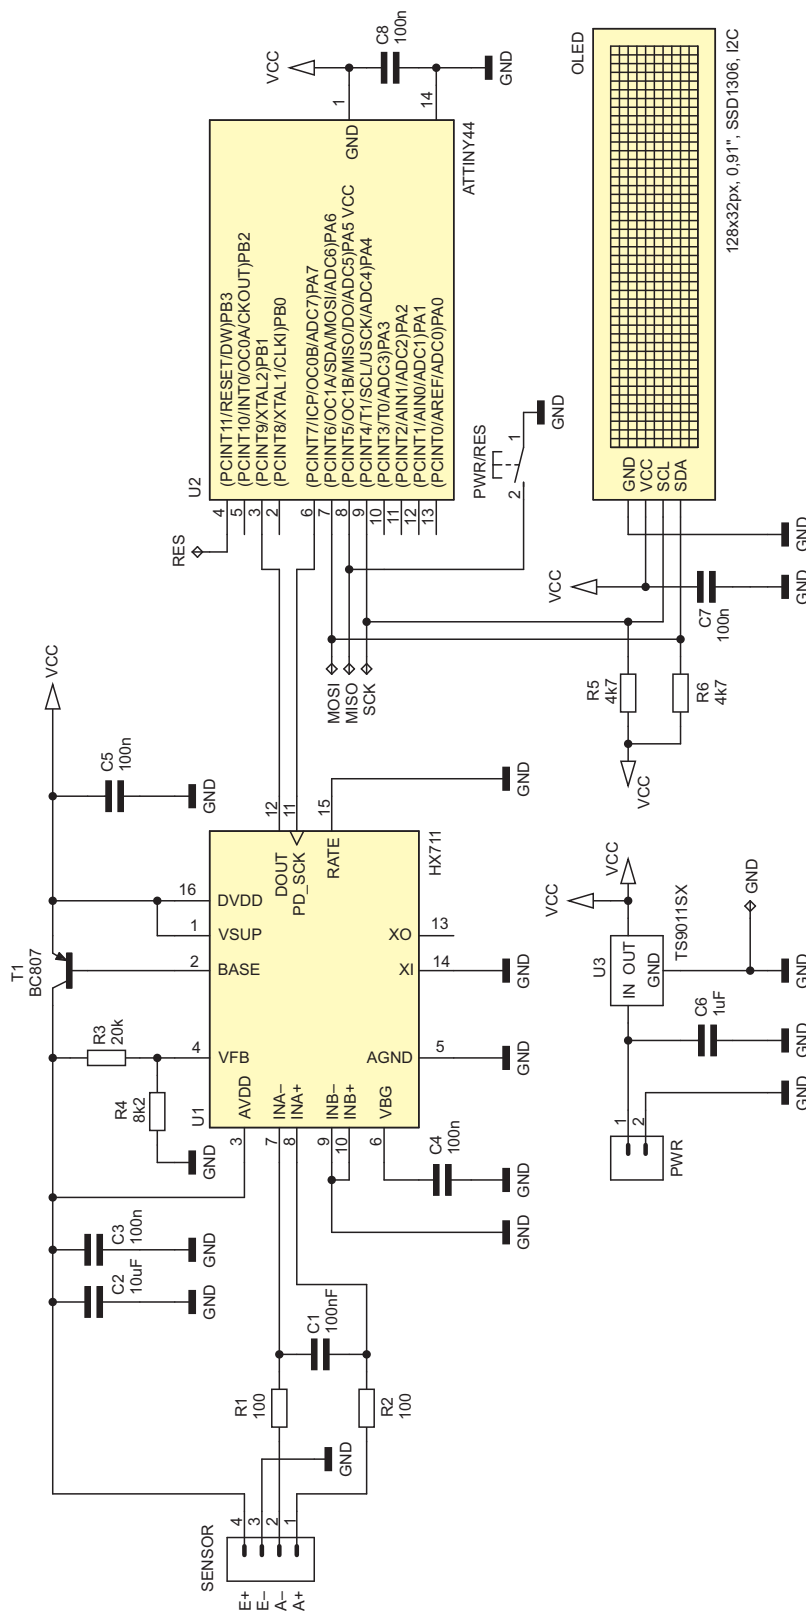 SENSOR
E+
E–
A–
A+
4
3
2
1
GND
R1
100
R2
100
C1
100nF
C2
10uF
GND
C3
100n
GND
R4
8k2
GND
R3
20k
T1
BC807
C5
100n
GND
VCC
U1
HX711
3
AVDD
4
VFB
2
BASE
1
VSUP
16
DVDD
7
INA–
8
INA+
9
INB–
10
INB+
6
VBG
5
AGND
14
XI
13
XO
12
DOUT
11
PD_SCK
15
RATE
C4
100n
GND
GND
GND
GND
GND
RES
U2
ATTINY44
4
(PCINT11/RESET/DW)PB3
5
(PCINT10/INT0/OC0A/CKOUT)PB2
3
(PCINT9/XTAL2)PB1
2
(PCINT8/XTAL1/CLKI)PB0
6
(PCINT7/ICP/OC0B/ADC7)PA7
7
(PCINT6/OC1A/SDA/MOSI/ADC6)PA6
8
(PCINT5/OC1B/MISO/DO/ADC5)PA5 VCC
9
(PCINT4/T1/SCL/USCK/ADC4)PA4
10
(PCINT3/T0/ADC3)PA3
11
(PCINT2/AIN1/ADC2)PA2
12
(PCINT1/AIN0/ADC1)PA1
13
(PCINT0/AREF/ADC0)PA0
GND
1
14
VCC
C8
100n
GND
MOSI
MISO
SCK
PWR/RES
2
1
GND
R5
4k7
R6
4k7
VCC
VCC
C7
100n
GND
GND
OLED
GND
VCC
SCL
SDA
128x32px, 0,91", SSD1306, I2C
PWR
1
2
GND
C6
1uF
GND
U3
IN
OUT
GND
TS9011SX
VCC
VCC
GND
GND